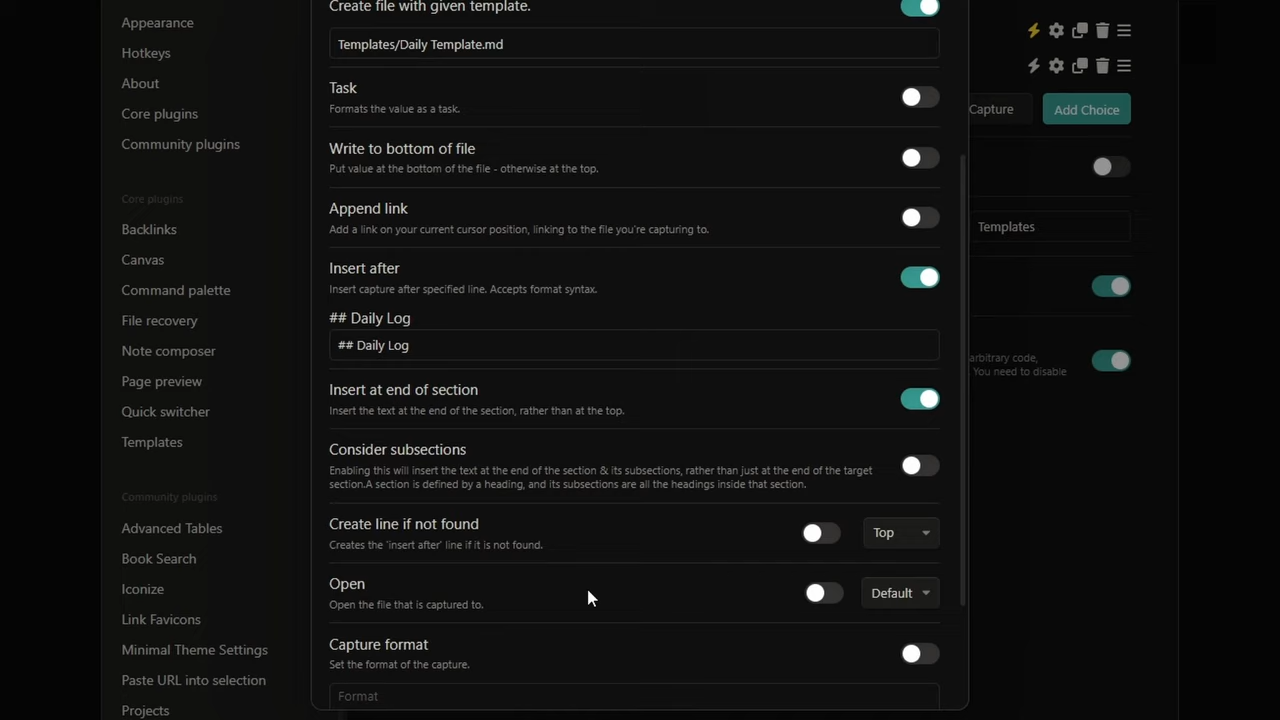 Appearance
Hotkeys
About
Core plugins
Community plugins
Core plugins
Backlinks
Canvas
Command palette
File recovery
Note composer
Page preview
Quick switcher
Templates
Community plugins
Advanced Tables
Book Search
Iconize
Link Favicons
Minimal Theme Settings
Paste URL into selection
Projects
Create file with given template.
Templates/Daily Template.md
Task
Formats the value as a task.
Write to bottom of file
Put value at the bottom of the file - otherwise at the top.
Append link
Add a link on your current cursor position, linking to the file you're capturing to.
Insert after
Insert capture after specified line. Accepts format syntax.
## Daily Log
## Daily Log
Insert at end of section
Insert the text at the end of the section, rather than at the top.
Consider subsections
Enabling this will insert the text at the end of the section & its subsections, rather than just at the end of the target
section.A section is defined by a heading, and its subsections are all the headings inside that section.
Create line if not found
Creates the 'insert after' line if it is not found.
Top
Open
Open the file that is captured to.
Default
Capture format
Set the format of the capture.
Format
Capture
Add Choice
Templates
arbitrary code,
You need to disable